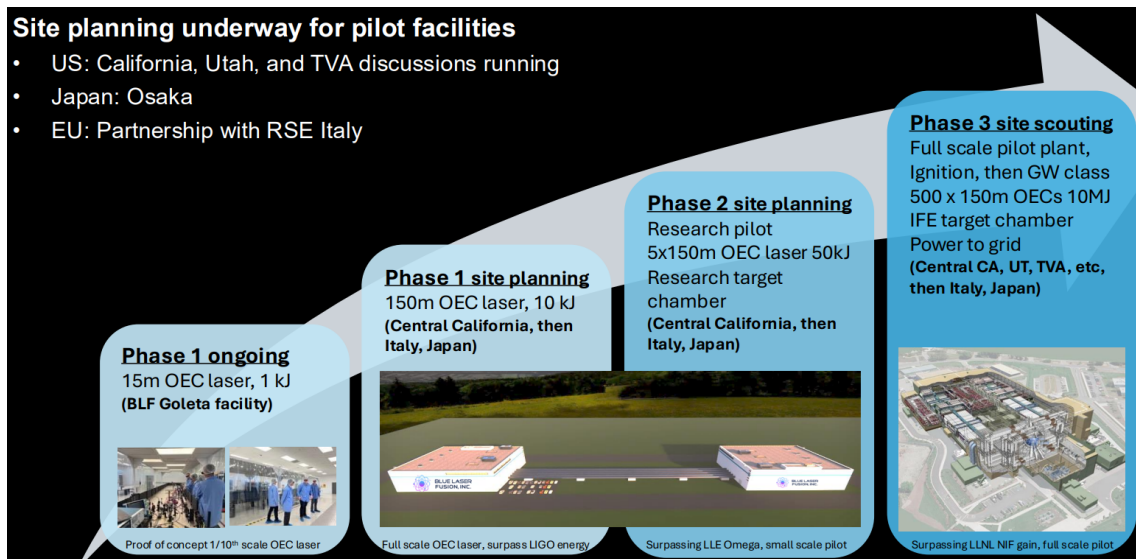 Site planning underway for pilot facilities
• US: California, Utah, and TVA discussions running
• Japan: Osaka
• EU: Partnership with RSE Italy
Phase 1 ongoing
15m OEC laser, 1 kJ
(BLF Goleta facility)
Proof of concept 1/10th scale OEC laser
Phase 1 site planning
150m OEC laser, 10 kJ
(Central California, then
Italy, Japan)
Full scale OEC laser, surpass LIGO energy
Phase 2 site planning
Research pilot
5x150m OEC laser 50kJ
Research target
chamber
(Central California, then
Italy, Japan)
BLUE LASER
FUSION, INC.
BLUE LASER
FUSION, INC.
Surpassing LLE Omega, small scale pilot
Phase 3 site scouting
Full scale pilot plant,
Ignition, then GW class
500 x 150m OECs 10MJ
IFE target chamber
Power to grid
(Central CA, UT, TVA, etc,
then Italy, Japan)
Surpassing LLNL NIF gain, full scale pilot